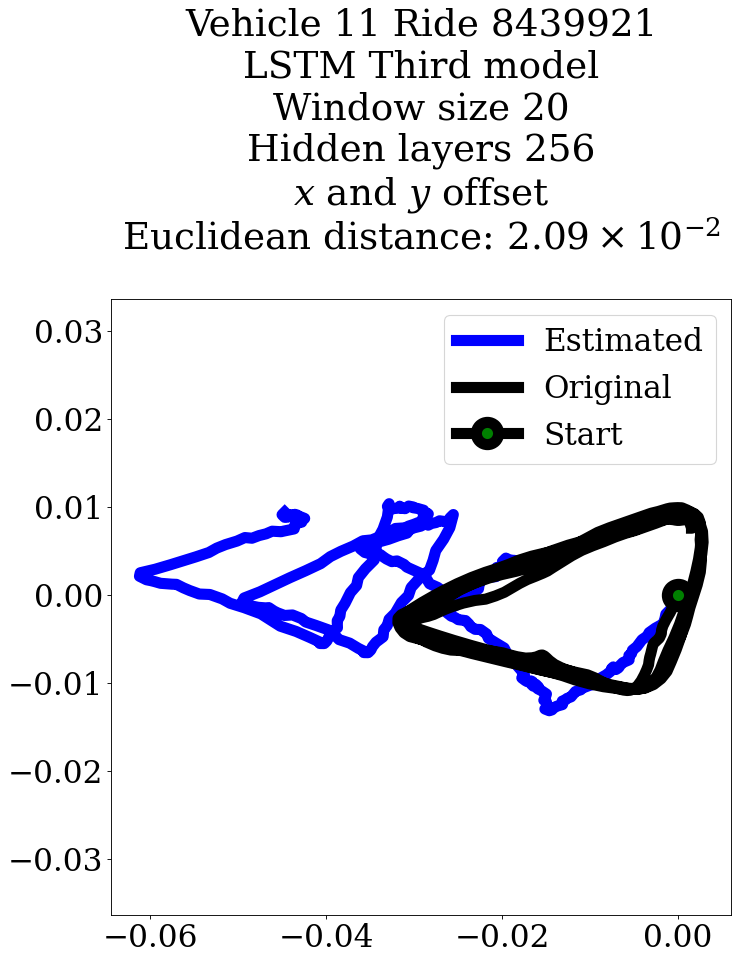 Vehicle 11 Ride 8439921
LSTM Third model
Window size 20
Hidden layers 256
x and y offset
Euclidean distance: 2.09 × 10⁻²
Estimated
Original
Start
0.03
0.02
0.01
0.00
−0.01
−0.02
−0.03
−0.06
−0.04
−0.02
0.00